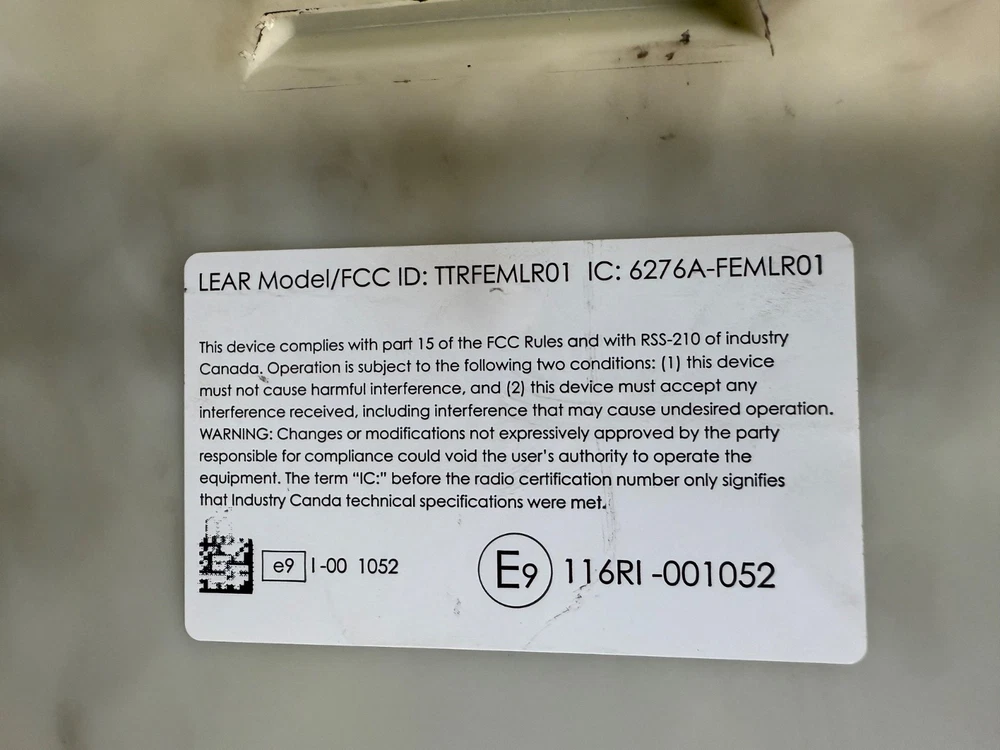 LEAR Model/FCC ID: TTRFEMLR01 IC: 6276A-FEMLR01
This device complies with part 15 of the FCC Rules and with RSS-210 of industry
Canada. Operation is subject to the following two conditions: (1) this device
must not cause harmful interference, and (2) this device must accept any
interference received, including interference that may cause undesired operation.
WARNING: Changes or modifications not expressively approved by the party
responsible for compliance could void the user's authority to operate the
equipment. The term "IC:" before the radio certification number only signifies
that Industry Canda technical specifications were met.
e9 I-00 1052
E9 116RI-001052